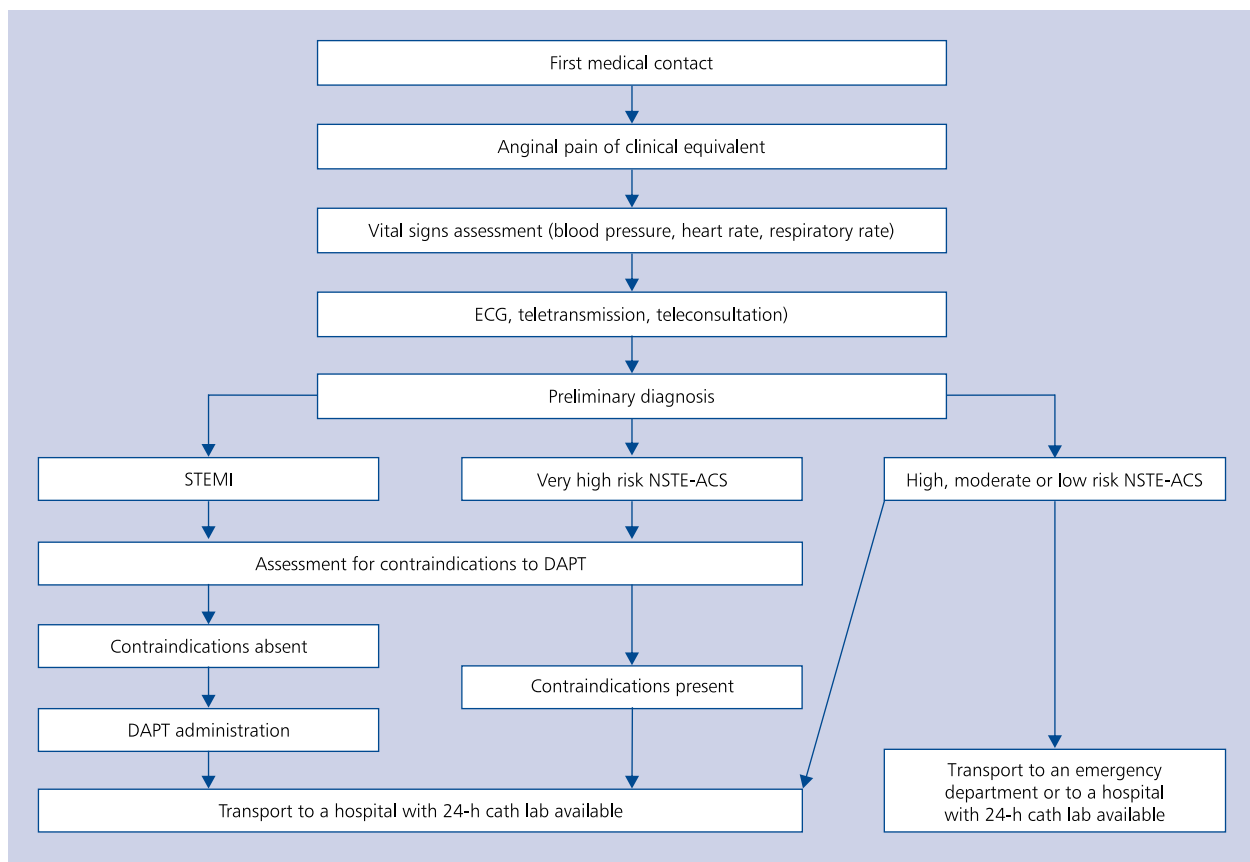 First medical contact
Anginal pain of clinical equivalent
Vital signs assessment (blood pressure, heart rate, respiratory rate)
ECG, teletransmission, teleconsultation)
Preliminary diagnosis
STEMI
Very high risk NSTE-ACS
High, moderate or low risk NSTE-ACS
Assessment for contraindications to DAPT
Contraindications absent
Contraindications present
DAPT administration
Transport to a hospital with 24-h cath lab available
Transport to an emergency
department or to a hospital
with 24-h cath lab available